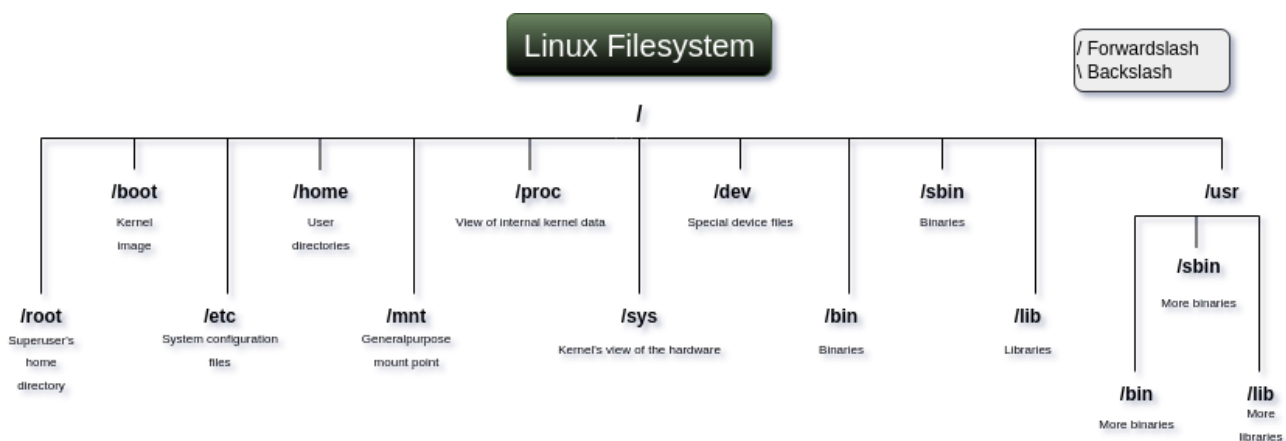 Linux Filesystem
/ Forwardslash
\ Backslash
/
/boot
Kernel
image
/home
User
directories
/proc
View of internal kernel data
/dev
Special device files
/sbin
Binaries
/usr
/root
Superuser's
home
directory
/etc
System configuration
files
/mnt
Generalpurpose
mount point
/sys
Kernel's view of the hardware
/bin
Binaries
/lib
Libraries
/sbin
More binaries
/bin
More binaries
/lib
More
libraries